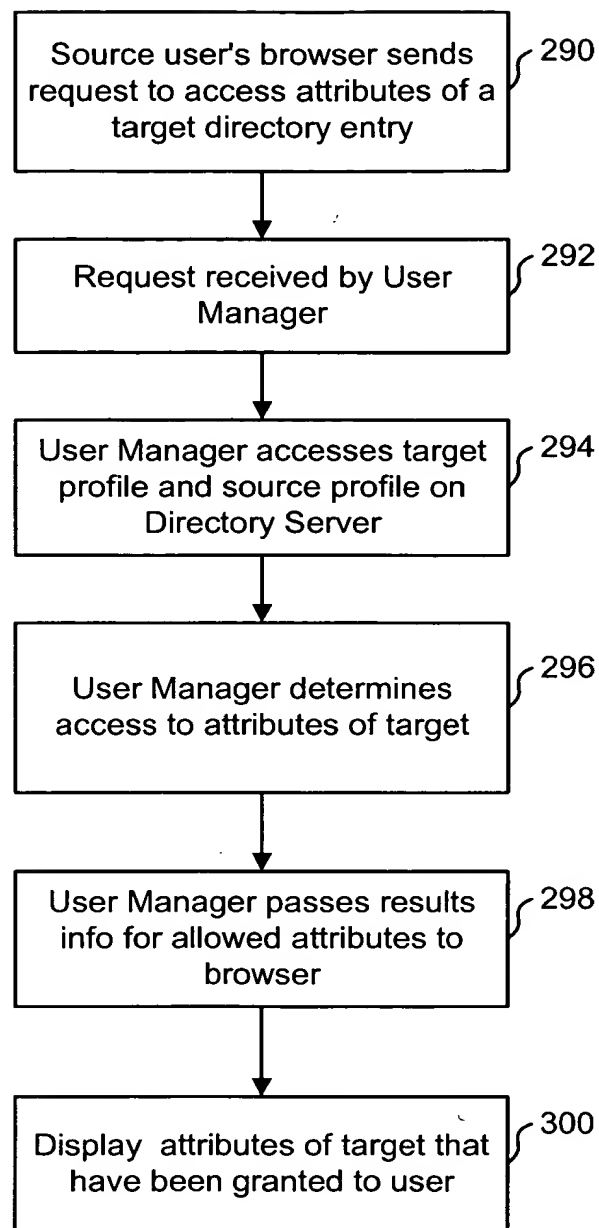 Source user's browser sends
request to access attributes of a
target directory entry
290
Request received by User
Manager
292
User Manager accesses target
profile and source profile on
Directory Server
294
User Manager determines
access to attributes of target
296
User Manager passes results
info for allowed attributes to
browser
298
Display attributes of target that
have been granted to user
300